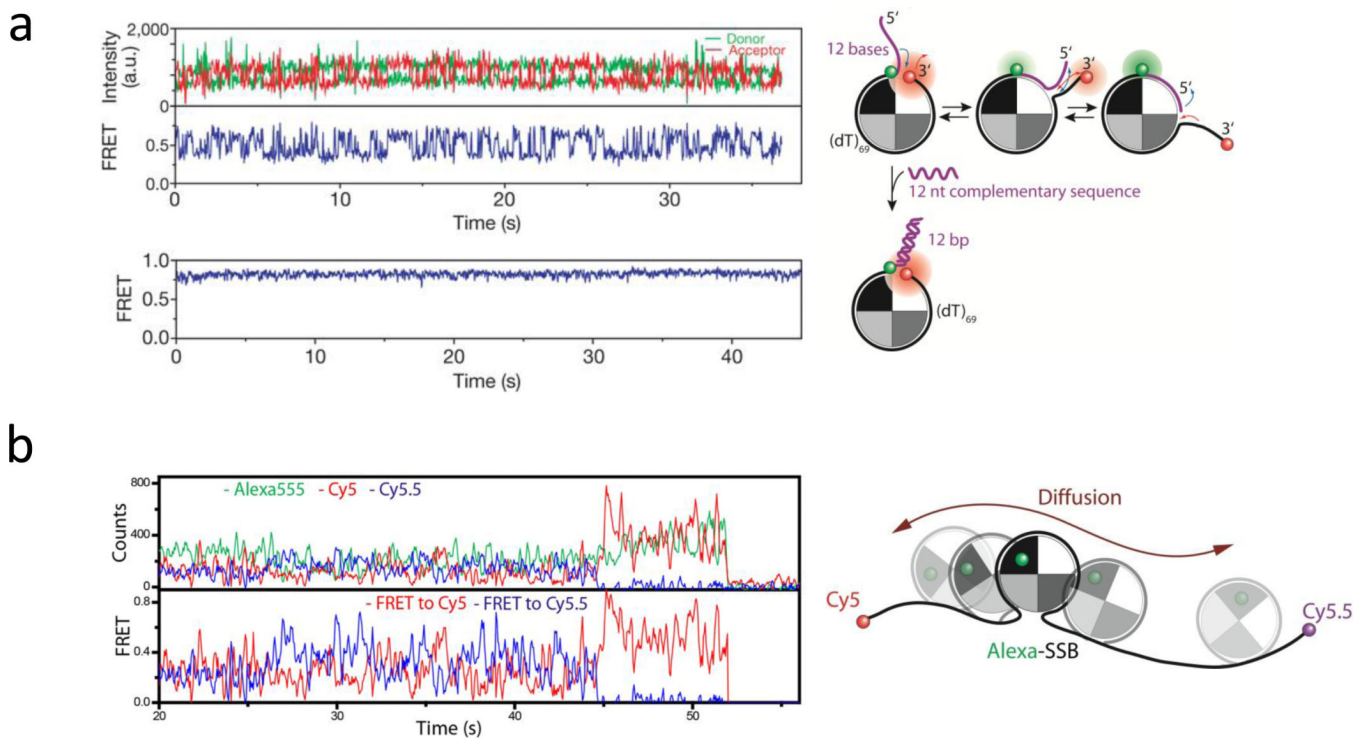 a
2,000
Intensity
(a.u.)
0
Donor
Acceptor
FRET
0.5
0.0
0 10 20 30
Time (s)
FRET
1.0
0.5
0.0
0 10 20 30 40
Time (s)
5‘
12 bases
3‘
5‘
3‘
5‘
3‘
(dT)69
12 nt complementary sequence
12 bp
(dT)69
b
Counts
800
400
0
- Alexa555 - Cy5 - Cy5.5
FRET
0.8
0.4
0.0
- FRET to Cy5 - FRET to Cy5.5
20 30 40 50
Time (s)
Diffusion
Cy5
Cy5.5
Alexa-SSB